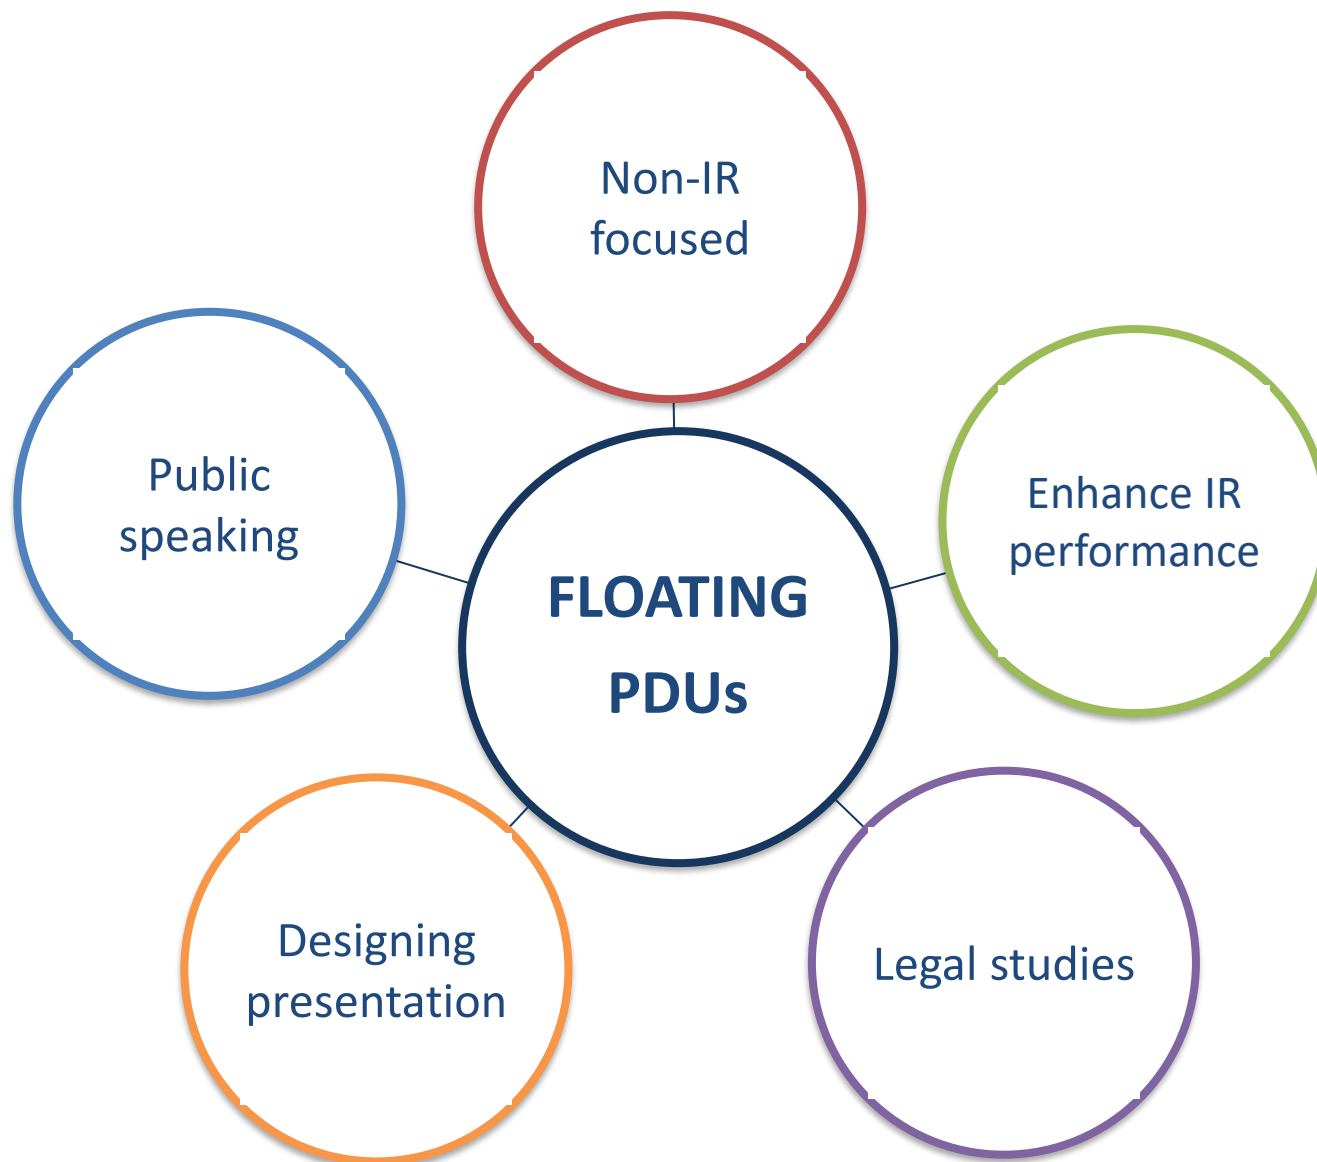 Non-IR
focused
Public
speaking
Enhance IR
performance
FLOATING
PDUs
Designing
presentation
Legal studies